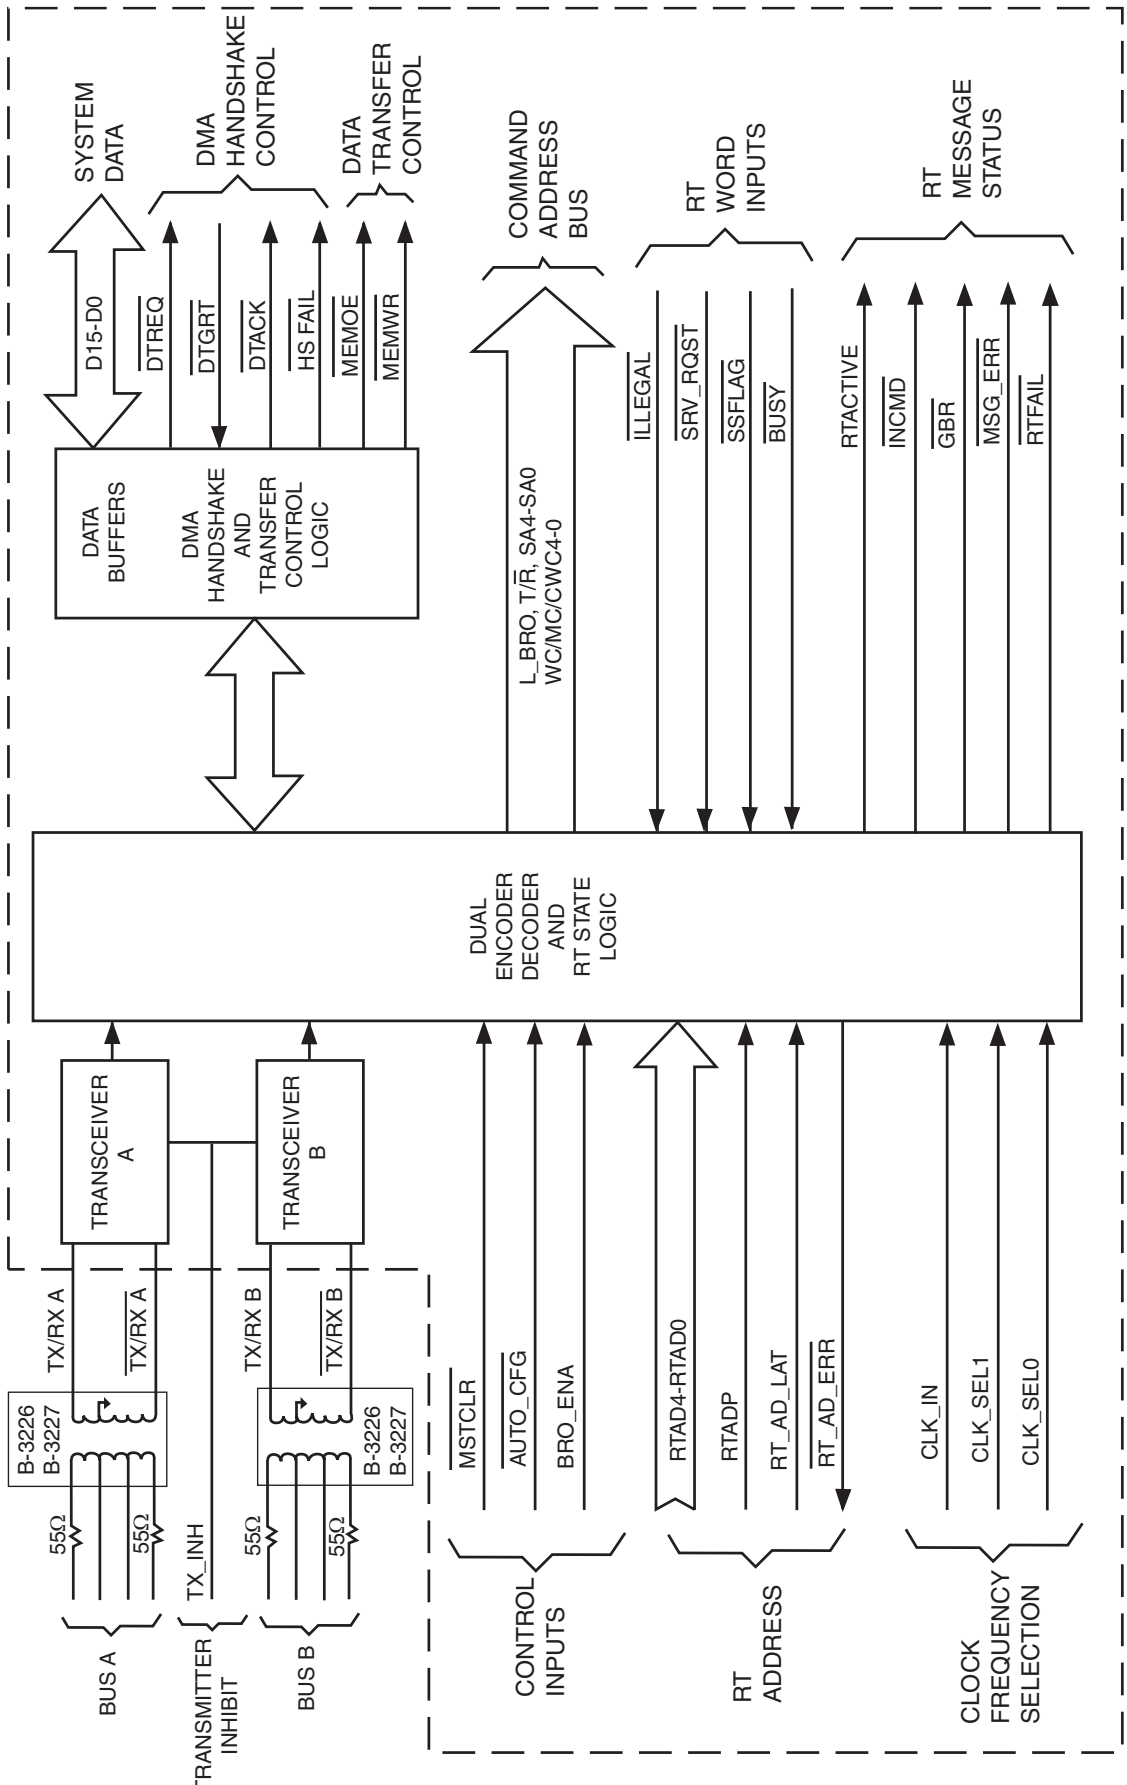 BUS A
55Ω
55Ω
B-3226
B-3227
TX/RX A
TX/RX A
TRANSCEIVER
A
TRANSMITTER
INHIBIT
TX_INH
BUS B
55Ω
55Ω
B-3226
B-3227
TX/RX B
TX/RX B
TRANSCEIVER
B
CONTROL
INPUTS
MSTCLR
AUTO_CFG
BRO_ENA
RT
ADDRESS
RTAD4-RTAD0
RTADP
RT_AD_LAT
RT_AD_ERR
CLOCK
FREQUENCY
SELECTION
CLK_IN
CLK_SEL1
CLK_SEL0
DUAL
ENCODER
DECODER
AND
RT STATE
LOGIC
DATA
BUFFERS
DMA
HANDSHAKE
AND
TRANSFER
CONTROL
LOGIC
D15-D0
SYSTEM
DATA
DTREQ
DTGRT
DTACK
HS FAIL
DMA
HANDSHAKE
CONTROL
MEMOE
MEMWR
DATA
TRANSFER
CONTROL
L_BRO, T/R̅, SA4-SA0
WC/MC/CWC4-0
COMMAND
ADDRESS
BUS
ILLEGAL
SRV_RQST
SSFLAG
BUSY
RT
WORD
INPUTS
RTACTIVE
INCMD
GBR
MSG_ERR
RTFAIL
RT
MESSAGE
STATUS